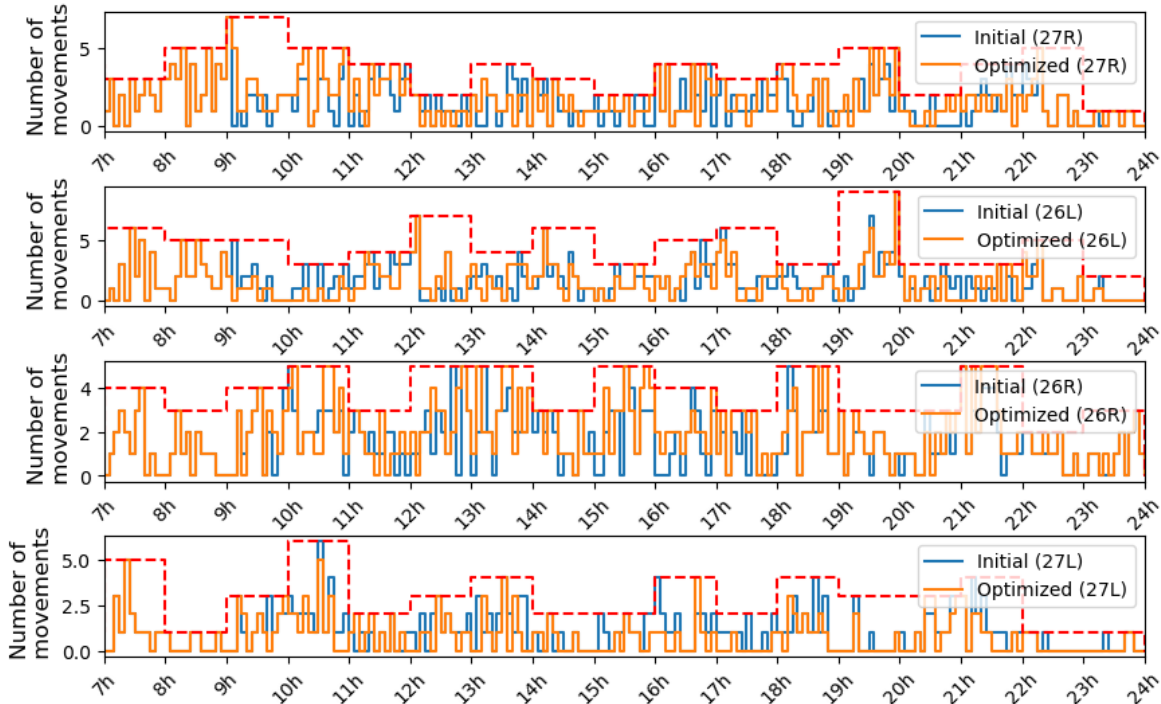 Number of
movements
5
0
Initial (27R)
Optimized (27R)
7h 8h 9h 10h 11h 12h 13h 14h 15h 16h 17h 18h 19h 20h 21h 22h 23h 24h
Number of
movements
5
0
Initial (26L)
Optimized (26L)
7h 8h 9h 10h 11h 12h 13h 14h 15h 16h 17h 18h 19h 20h 21h 22h 23h 24h
Number of
movements
4
2
0
Initial (26R)
Optimized (26R)
7h 8h 9h 10h 11h 12h 13h 14h 15h 16h 17h 18h 19h 20h 21h 22h 23h 24h
Number of
movements
5.0
2.5
0.0
Initial (27L)
Optimized (27L)
7h 8h 9h 10h 11h 12h 13h 14h 15h 16h 17h 18h 19h 20h 21h 22h 23h 24h